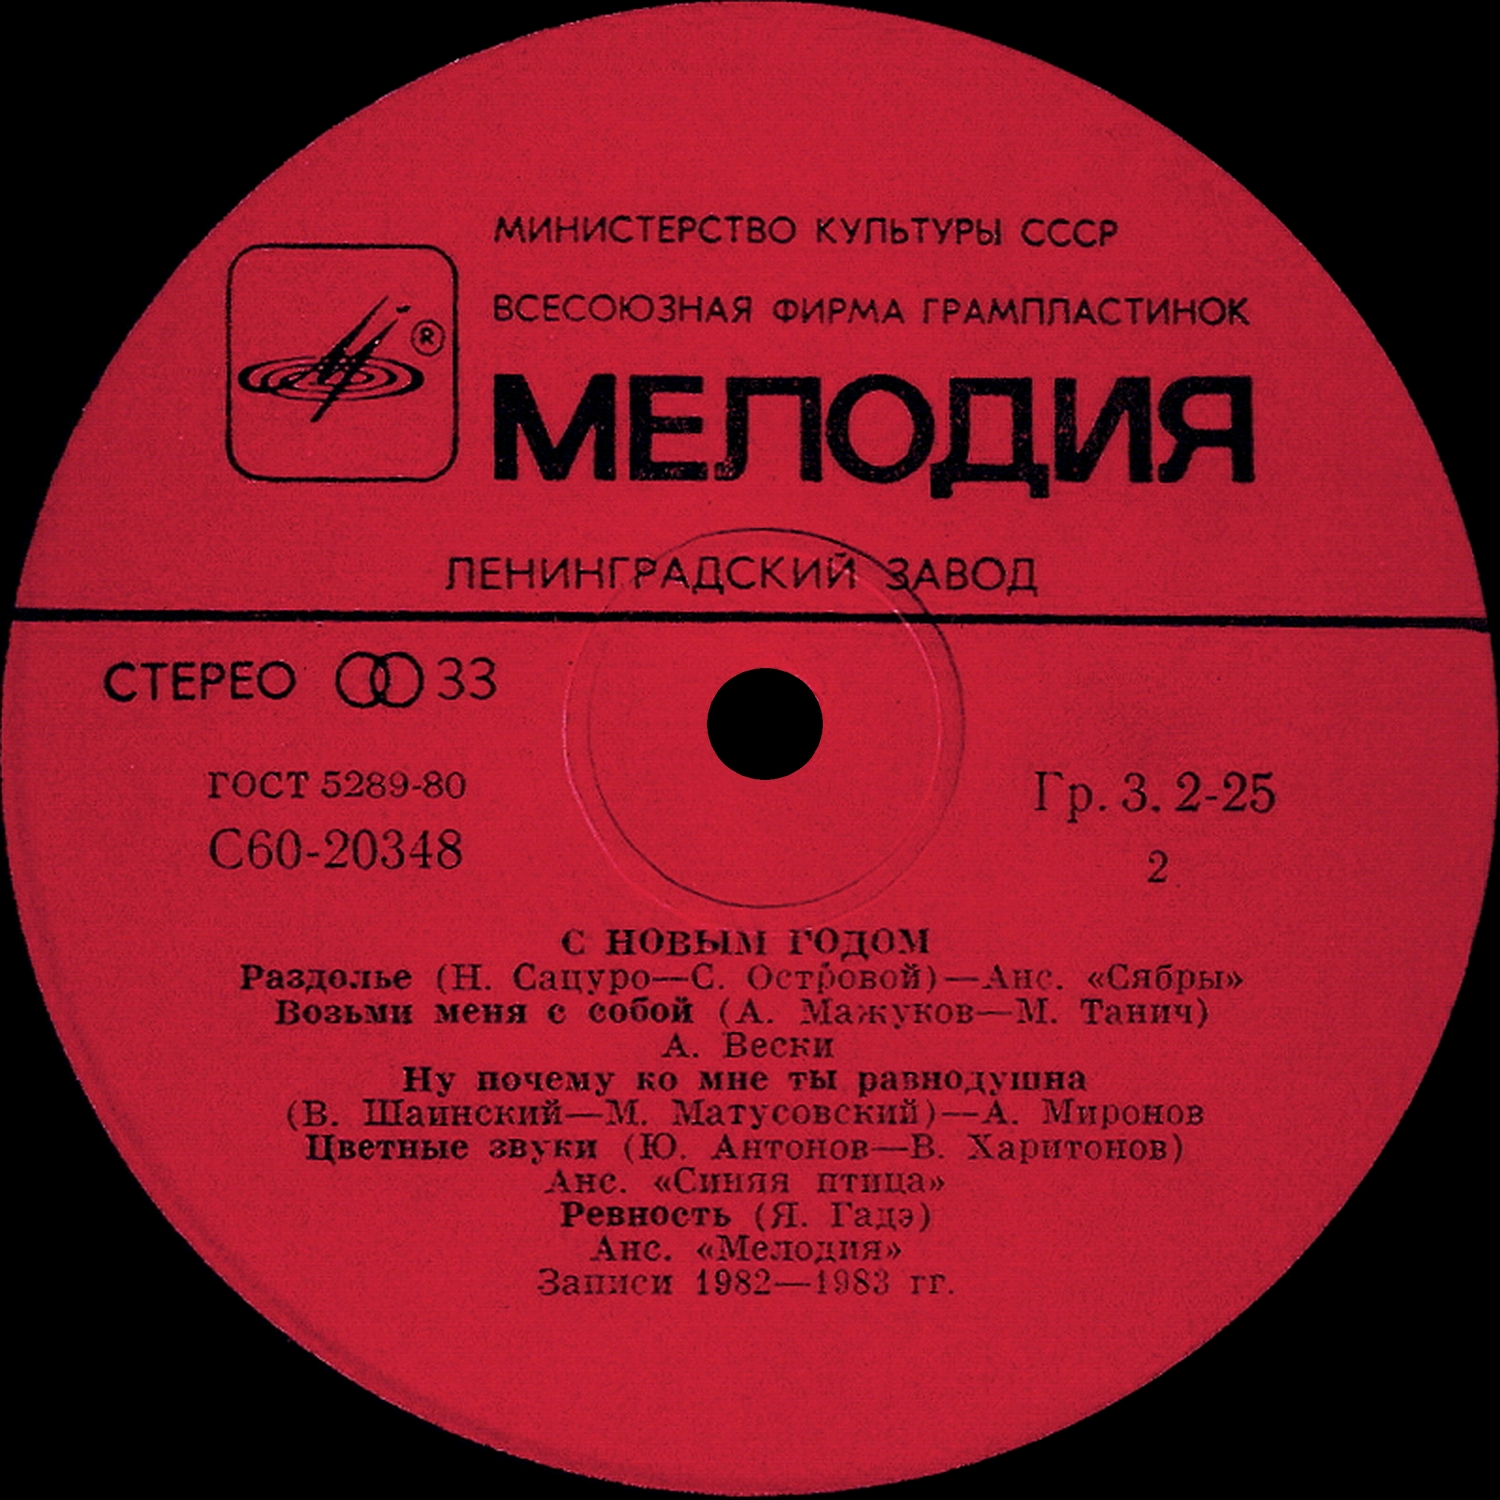 МИНИСТЕРСТВО КУЛЬТУРЫ СССР
ВСЕСОЮЗНАЯ ФИРМА ГРАМПЛАСТИНОК
®
МЕЛОДИЯ
ЛЕНИНГРАДСКИЙ ЗАВОД
СТЕРЕО 33
ГОСТ 5289-80
Гр. 3. 2-25
С60-20348
2
С НОВЫМ ГОДОМ
Раздолье (Н. Сацуро—С. Островой)—Анс. «Сябры»
Возьми меня с собой (А. Мажуков—М. Танич)
А. Вески
Ну почему ко мне ты равнодушна
(В. Шаинский—М. Матусовский)—А. Миронов
Цветные звуки (Ю. Антонов—В. Харитонов)
Анс. «Синяя птица»
Ревность (Я. Гадэ)
Анс. «Мелодия»
Записи 1982—1983 гг.